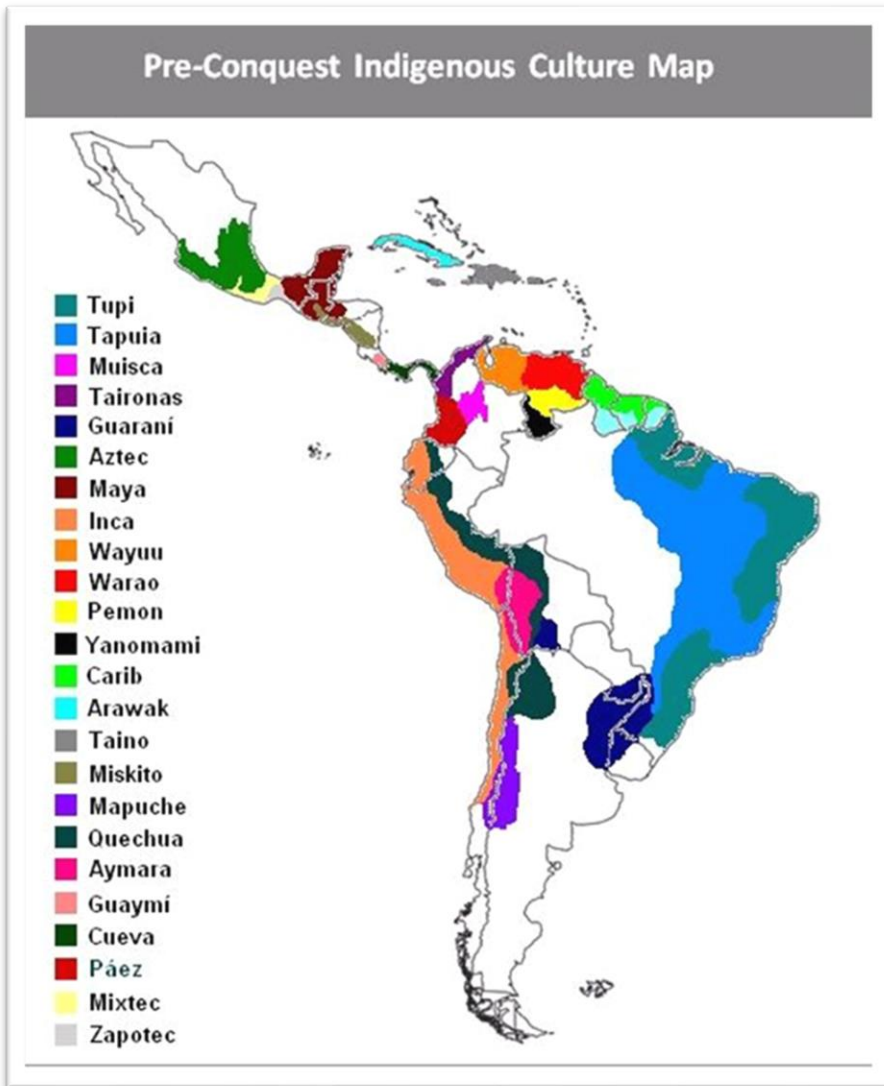 Pre-Conquest Indigenous Culture Map
Tupi
Tapuia
Muisca
Taironas
Guaraní
Aztec
Maya
Inca
Wayuu
Warao
Pemon
Yanomami
Carib
Arawak
Taino
Miskito
Mapuche
Quechua
Aymara
Guaymí
Cueva
Páez
Mixtec
Zapotec